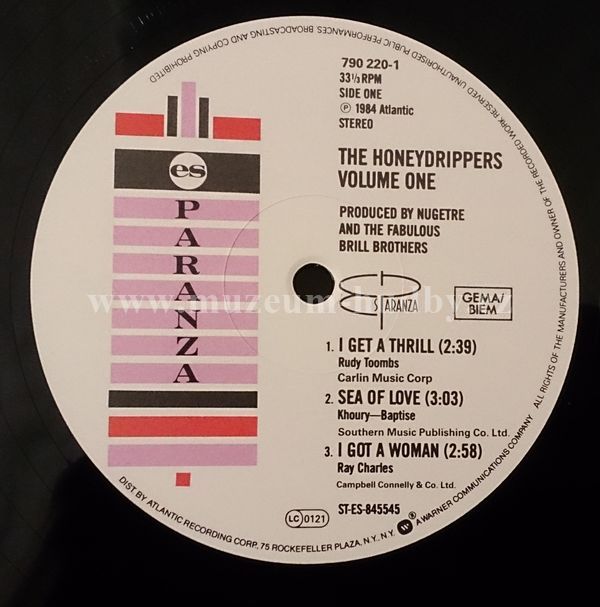 ALL RIGHTS OF THE MANUFACTURERS AND OWNER OF THE RECORDED WORK RESERVED UNAUTHORISED PUBLIC PERFORMANCES BROADCASTING AND COPYING PROHIBITED
790 220-1
33⅓ RPM
SIDE ONE
℗ 1984 Atlantic
STEREO
es
PARANZA
THE HONEYDRIPPERS
VOLUME ONE
PRODUCED BY NUGETRE
AND THE FABULOUS
BRILL BROTHERS
ES PARANZA
GEMA/
BIEM
1. I GET A THRILL (2:39)
Rudy Toombs
Carlin Music Corp
2. SEA OF LOVE (3:03)
Khoury—Baptise
Southern Music Publishing Co. Ltd.
3. I GOT A WOMAN (2:58)
Ray Charles
Campbell Connelly & Co. Ltd.
LC 0121
ST-ES-845545
DIST BY ATLANTIC RECORDING CORP, 75 ROCKEFELLER PLAZA, N.Y., N.Y. ® A WARNER COMMUNICATIONS COMPANY